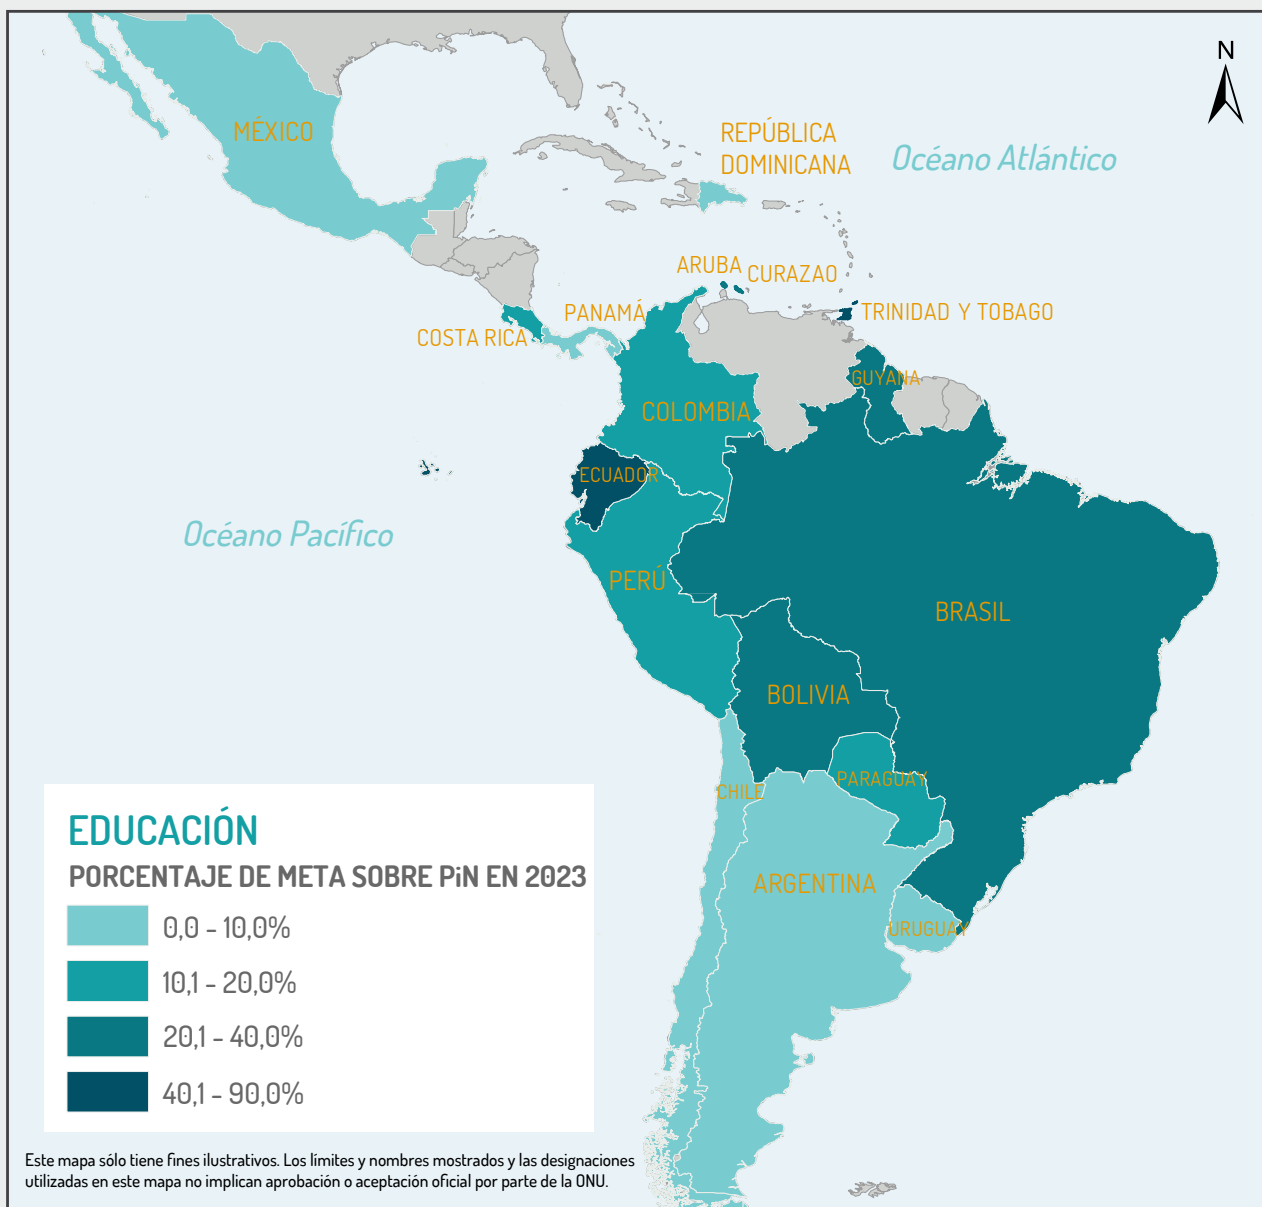 N
MÉXICO
REPÚBLICA
DOMINICANA
Océano Atlántico
ARUBA
CURAZAO
PANAMÁ
TRINIDAD Y TOBAGO
COSTA RICA
GUYANA
COLOMBIA
ECUADOR
Océano Pacífico
PERÚ
BRASIL
BOLIVIA
PARAGUAY
CHILE
ARGENTINA
URUGUAY
EDUCACIÓN
PORCENTAJE DE META SOBRE PiN EN 2023
0,0 - 10,0%
10,1 - 20,0%
20,1 - 40,0%
40,1 - 90,0%
Este mapa sólo tiene fines ilustrativos. Los límites y nombres mostrados y las designaciones
utilizadas en este mapa no implican aprobación o aceptación oficial por parte de la ONU.